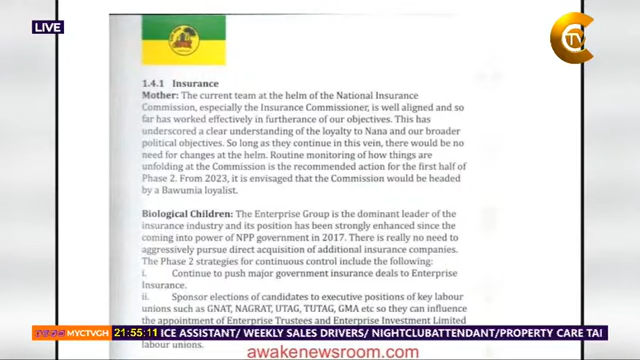 LIVE
C
TV
1.4.1 Insurance
Mother: The current team at the helm of the National Insurance
Commission, especially the Insurance Commissioner, is well aligned and so
far has worked effectively in furtherance of our objectives. This has
underscored a clear understanding of the loyalty to Nana and our broader
political objectives. So long as they continue in this vein, there would be no
need for changes at the helm. Routine monitoring of how things are
unfolding at the Commission is the recommended action for the first half of
Phase 2. From 2023, it is envisaged that the Commission would be headed
by a Bawumia loyalist.
Biological Children: The Enterprise Group is the dominant leader of the
insurance industry and its position has been strongly enhanced since the
coming into power of NPP government in 2017. There is really no need to
aggressively pursue direct acquisition of additional insurance companies.
The Phase 2 strategies for continuous control include the following:
i. Continue to push major government insurance deals to Enterprise
Insurance.
ii. Sponsor elections of candidates to executive positions of key labour
unions such as GNAT, NAGRAT, UTAG, TUTAG, GMA etc so they can influence
the appointment of Enterprise Trustees and Enterprise Investment Limited
MYCTVGH 21:55:11 ICE ASSISTANT/ WEEKLY SALES DRIVERS/ NIGHTCLUBATTENDANT/PROPERTY CARE TAI
labour unions.
awakenewsroom.com